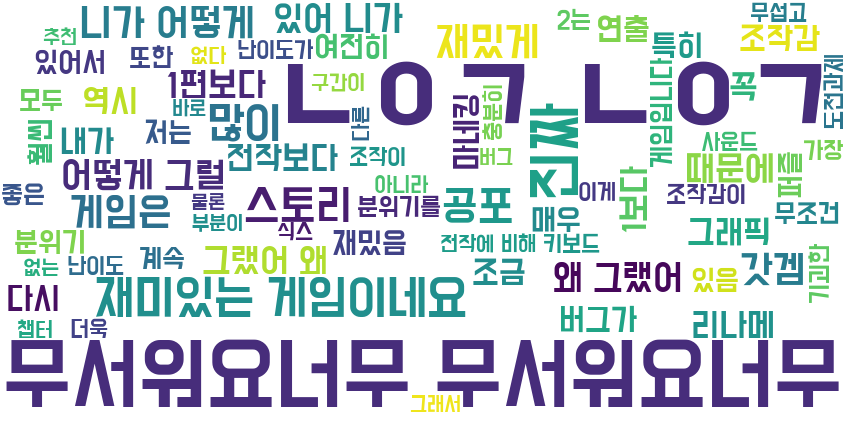 니가 어떻게
있어 니가
추천
있어서
또한
없다
난이도가
여전히
재밌게
2는
연출
무섭고
조작감
특히
ㄴㅇㄱ ㄴㅇㄱ
1편보다
구간이
모두
역시
바로
많이
다른
진짜
마네킹
충분히
버그
게임입니다
꼭
도전과제
훨씬
내가
저는
전작보다
조작이
사운드
가장
어떻게 그럴
때문에
퍼즐
좋은
물론
스토리
아니라
분위기를
공포
이게
1보다
조작감이
게임은
부분이
식스
매우
무조건
분위기
재밌음
전작에 비해 키보드
그래픽
없는
난이도
계속
그랬어 왜
조금
왜 그랬어
있음
갓겜
기괴한
다시
재미있는 게임이네요
챕터
더욱
버그가
리나메
무서워요너무 무서워요너무
그래서